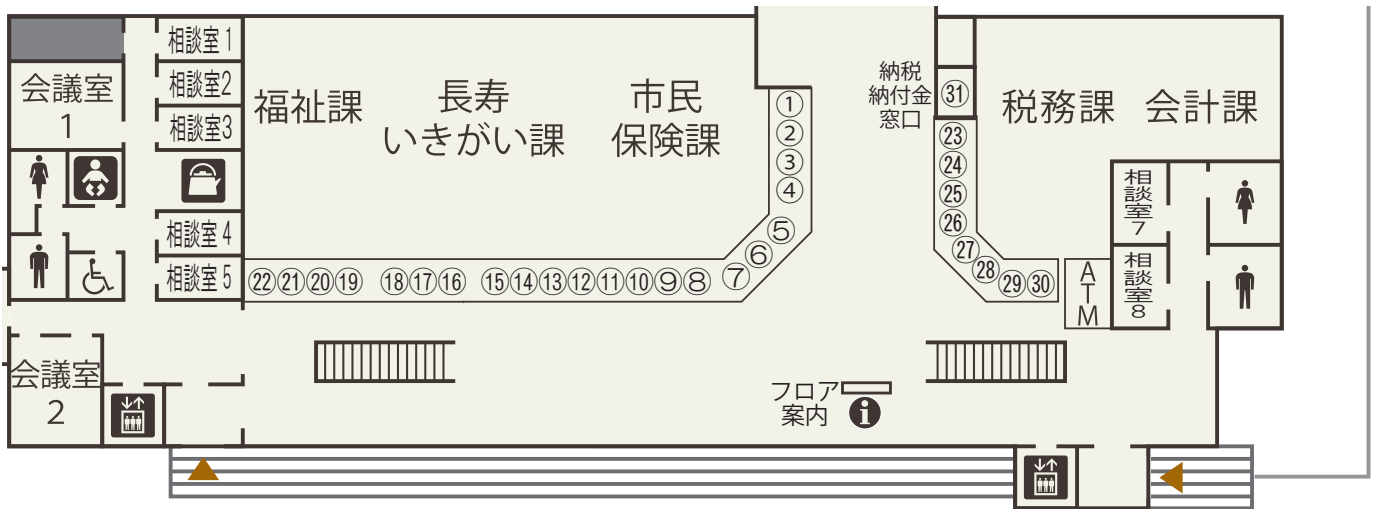 会議室
1
相談室 1
相談室2
相談室3
相談室 4
相談室 5
会議室
2
福祉課
長寿
いきがい課
市民
保険課
①
②
③
④
⑤
⑥
⑦
㉒㉑⑳⑲ ⑱⑰⑯ ⑮⑭⑬⑫⑪⑩⑨⑧
納税
納付金
窓口
㉛
㉓
㉔
㉕
㉖
㉗
㉘
㉙㉚
税務課 会計課
相談室7
相談室8
ATM
フロア
案内
i